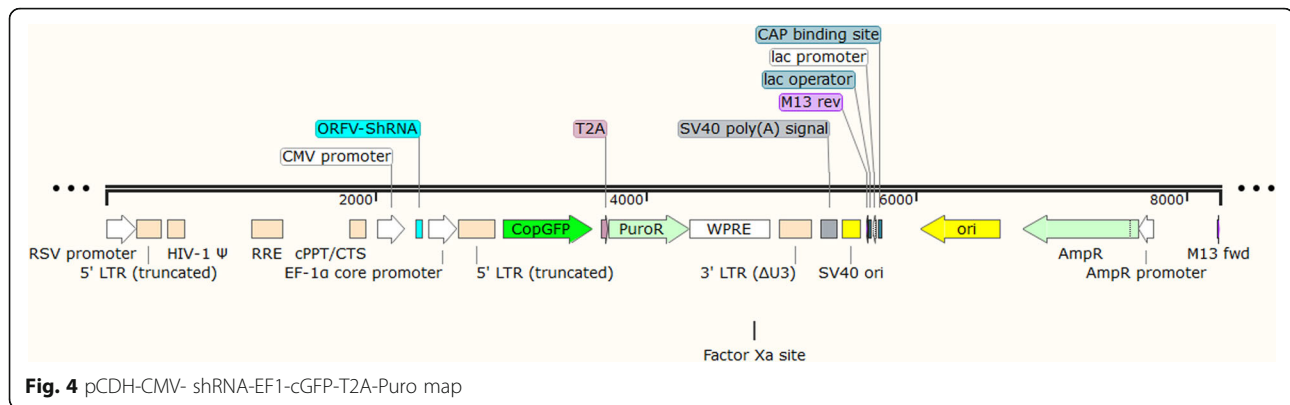 CAP binding site
lac promoter
lac operator
M13 rev
ORFV-ShRNA T2A SV40 poly(A) signal
CMV promoter
••• 2000 4000 6000 8000 •••
CopGFP PuroR WPRE ori
RSV promoter HIV-1 Ψ RRE cPPT/CTS 5' LTR (truncated) 3' LTR (ΔU3) SV40 ori AmpR M13 fwd
5' LTR (truncated) EF-1α core promoter AmpR promoter
Factor Xa site
Fig. 4 pCDH-CMV- shRNA-EF1-cGFP-T2A-Puro map